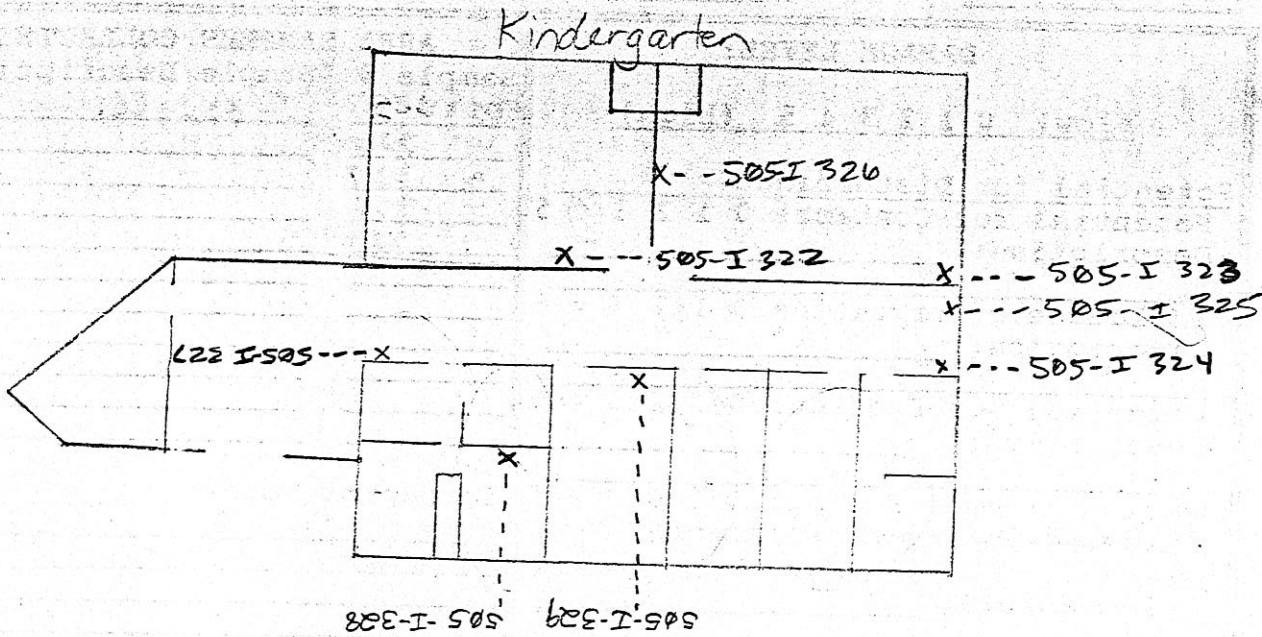 Kindergarten
X--505I 326
X---505-I 322
X----505-I 323
X---505-I 325
505-I 327---X
X---505-I 324
X
X
505-I-328
505-I-329